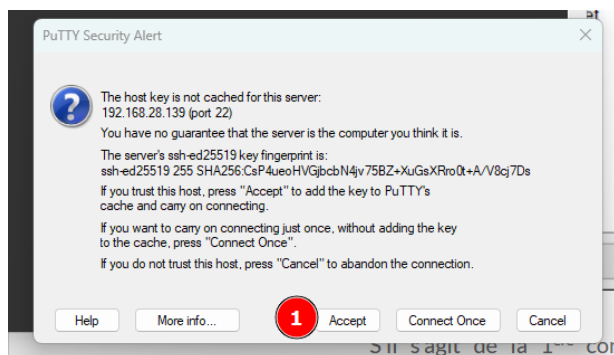 et
PuTTY Security Alert
The host key is not cached for this server:
192.168.28.139 (port 22)
You have no guarantee that the server is the computer you think it is.
The server's ssh-ed25519 key fingerprint is:
ssh-ed25519 255 SHA256:CsP4ueoHVGjbcbN4jv75BZ+XuGsXRro0t+A/V8cj7Ds
If you trust this host, press "Accept" to add the key to PuTTY's
cache and carry on connecting.
If you want to carry on connecting just once, without adding the key
to the cache, press "Connect Once".
If you do not trust this host, press "Cancel" to abandon the connection.
Help More info... 1 Accept Connect Once Cancel
S'il s'agit de la 1ère con